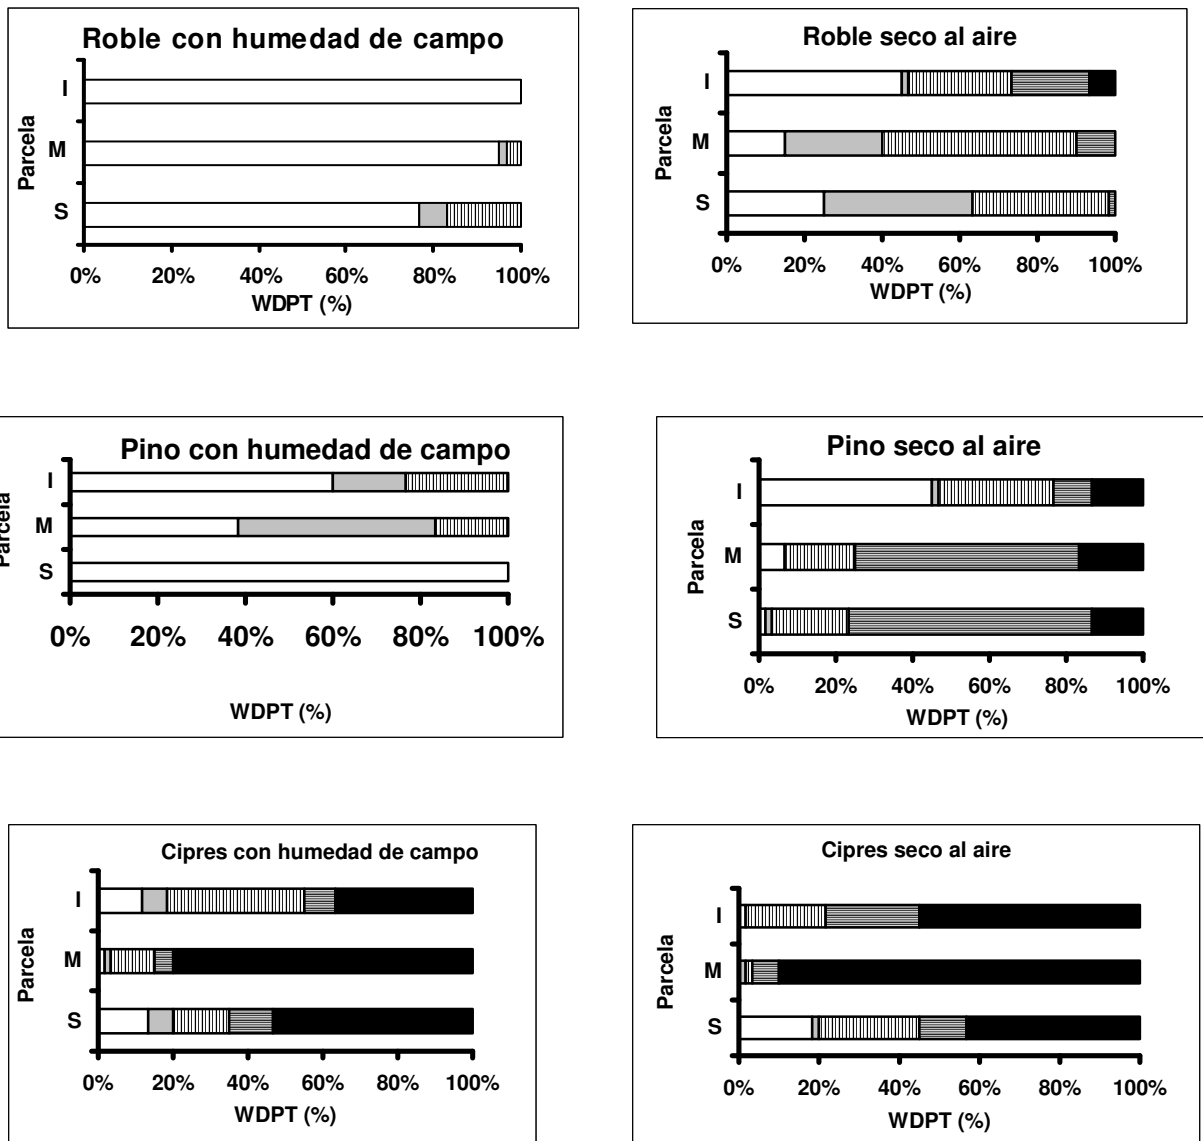 Roble con humedad de campo
Parcela
I
M
S
0% 20% 40% 60% 80% 100%
WDPT (%)
Roble seco al aire
Parcela
I
M
S
0% 20% 40% 60% 80% 100%
WDPT (%)
Pino con humedad de campo
Parcela
I
M
S
0% 20% 40% 60% 80% 100%
WDPT (%)
Pino seco al aire
Parcela
I
M
S
0% 20% 40% 60% 80% 100%
WDPT (%)
Cipres con humedad de campo
Parcela
I
M
S
0% 20% 40% 60% 80% 100%
WDPT (%)
Cipres seco al aire
Parcela
I
M
S
0% 20% 40% 60% 80% 100%
WDPT (%)